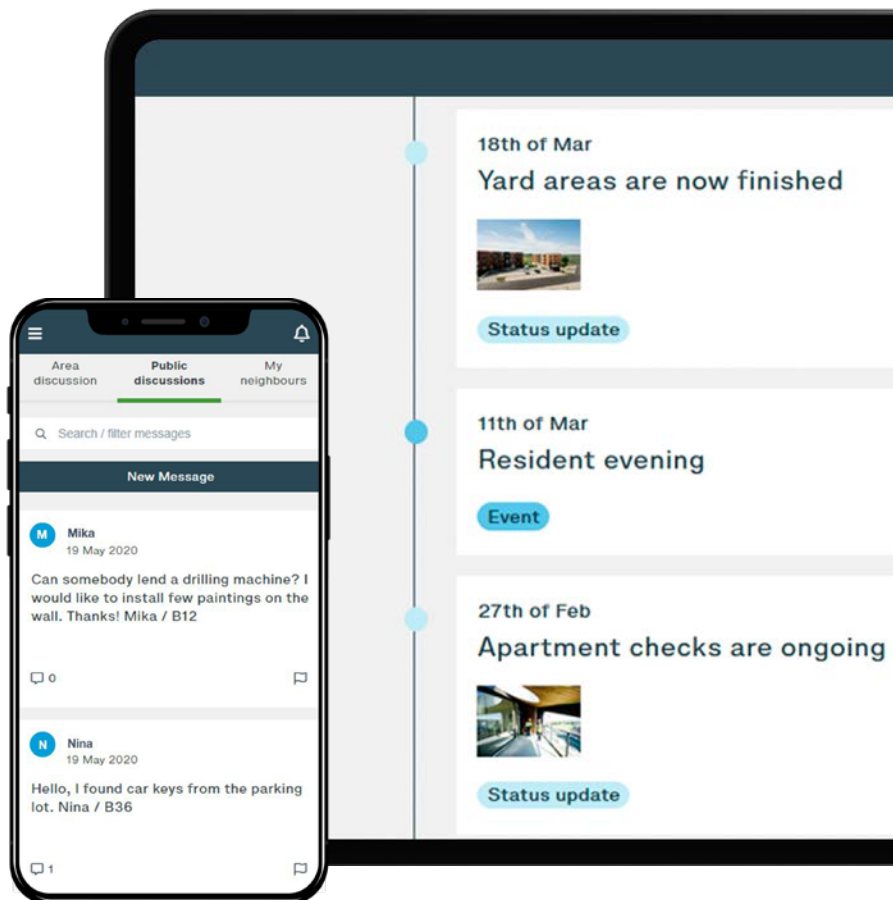 18th of Mar
Yard areas are now finished
Status update
11th of Mar
Resident evening
Event
27th of Feb
Apartment checks are ongoing
Status update
Area
discussion
Public
discussions
My
neighbours
Search / filter messages
New Message
M
Mika
19 May 2020
Can somebody lend a drilling machine? I
would like to install few paintings on the
wall. Thanks! Mika / B12
0
N
Nina
19 May 2020
Hello, I found car keys from the parking
lot. Nina / B36
1